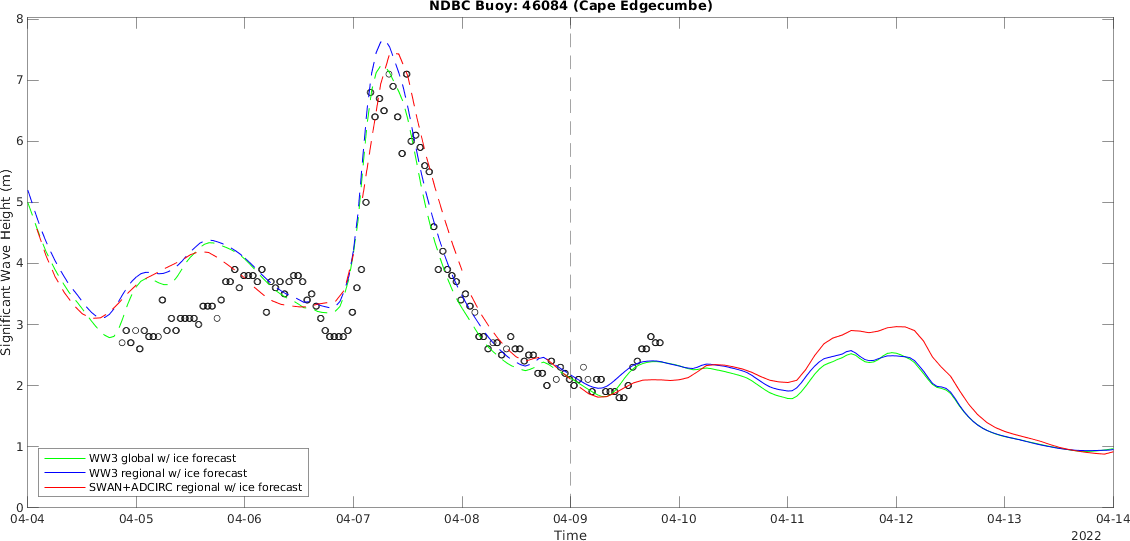 NDBC Buoy: 46084 (Cape Edgecumbe)
Significant Wave Height (m)
8
7
6
5
4
3
2
1
0
WW3 global w/ ice forecast
WW3 regional w/ ice forecast
SWAN+ADCIRC regional w/ ice forecast
04-04 04-05 04-06 04-07 04-08 04-09 04-10 04-11 04-12 04-13 04-14
Time
2022